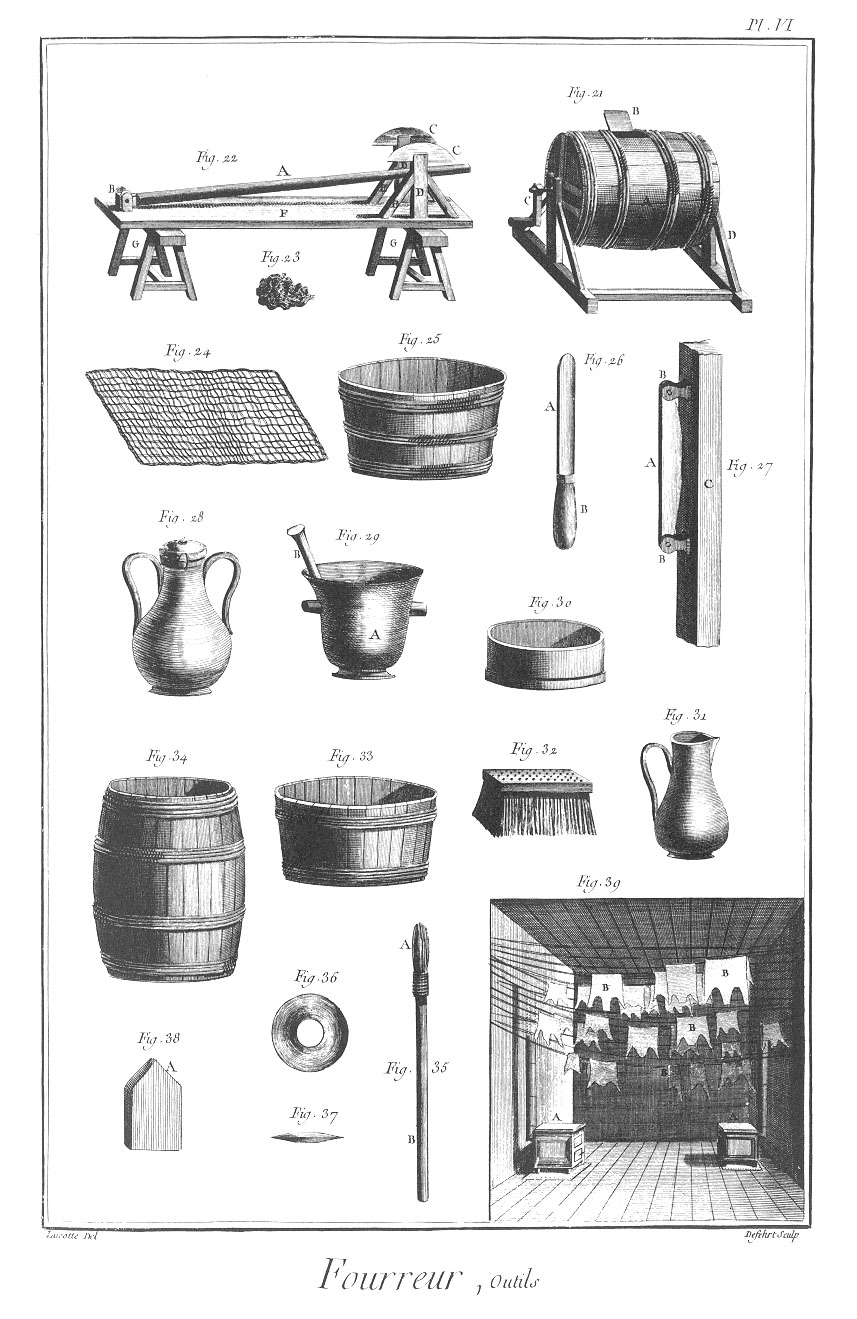 Pl. VI
Fig. 21
B
A
C
D
Fig. 22
C
C
B
A
D
D
F
G
G
Fig. 23
Fig. 24
Fig. 25
Fig. 26
A
B
B
A
C
B
Fig. 27
Fig. 28
Fig. 29
B
A
Fig. 30
Fig. 31
Fig. 34
Fig. 33
Fig. 32
Fig. 39
B
B
B
B
A
A
Fig. 35
B
Fig. 36
Fig. 38
A
Fig. 37
Lucotte Del
Defehrt Sculp
Fourreur, Outils